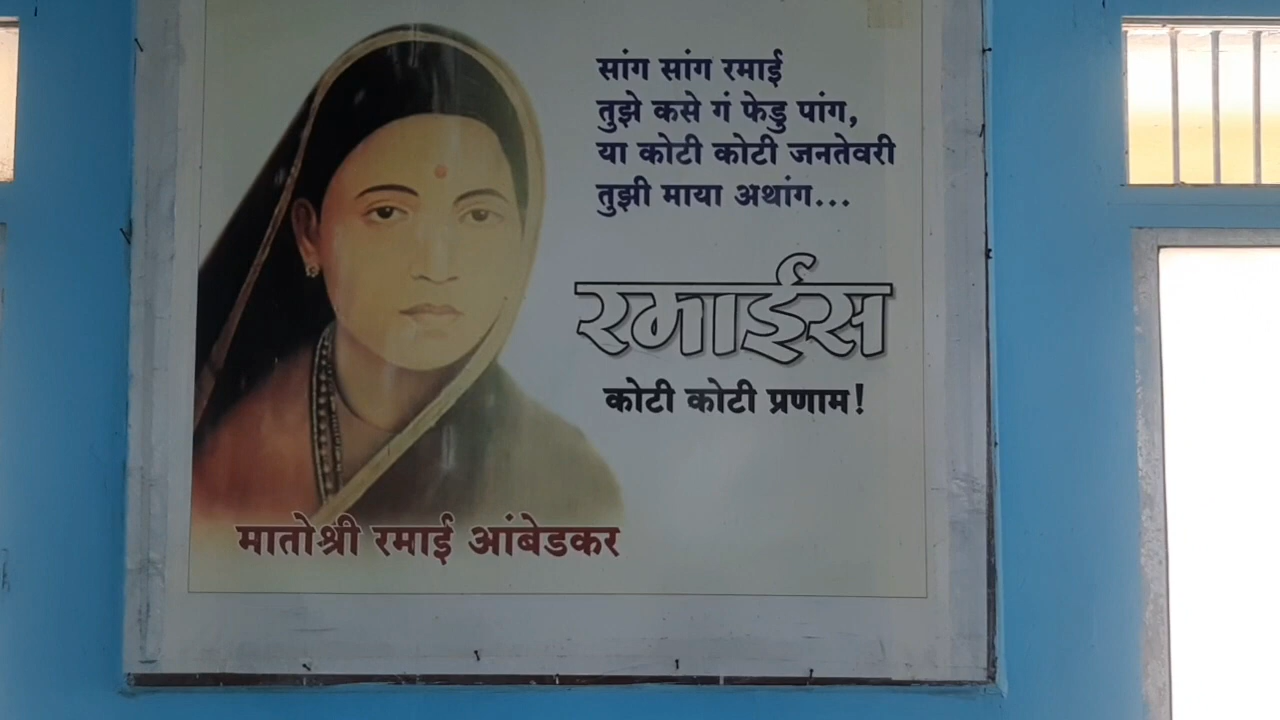 सांग सांग रमाई
तुझे कसे गं फेडु पांग,
या कोटी कोटी जनतेवरी
तुझी माया अथांग...
रमाईस
कोटी कोटी प्रणाम!
मातोश्री रमाई आंबेडकर